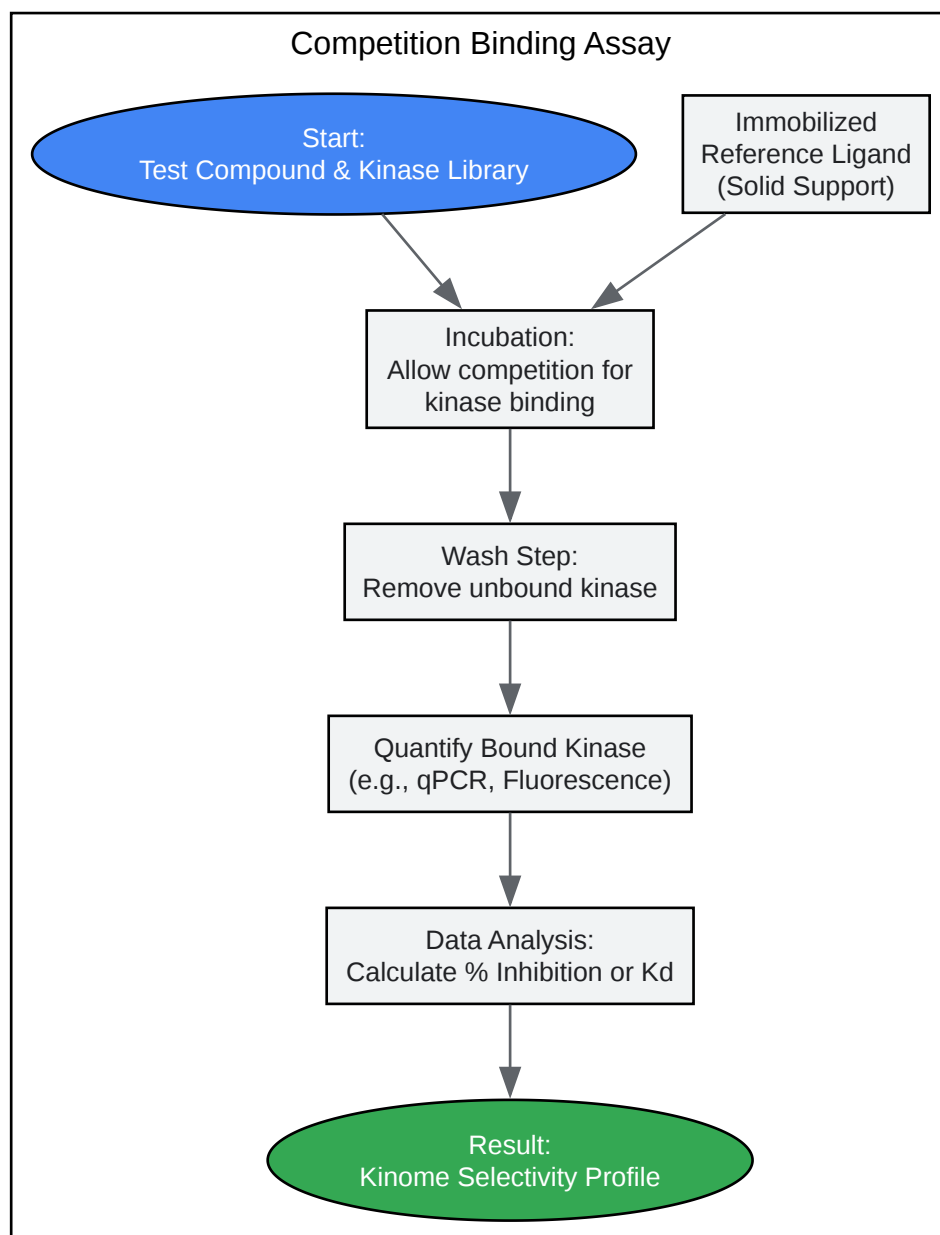 Competition Binding Assay
Start:
Test Compound & Kinase Library
Immobilized
Reference Ligand
(Solid Support)
Incubation:
Allow competition for
kinase binding
Wash Step:
Remove unbound kinase
Quantify Bound Kinase
(e.g., qPCR, Fluorescence)
Data Analysis:
Calculate % Inhibition or Kd
Result:
Kinome Selectivity Profile